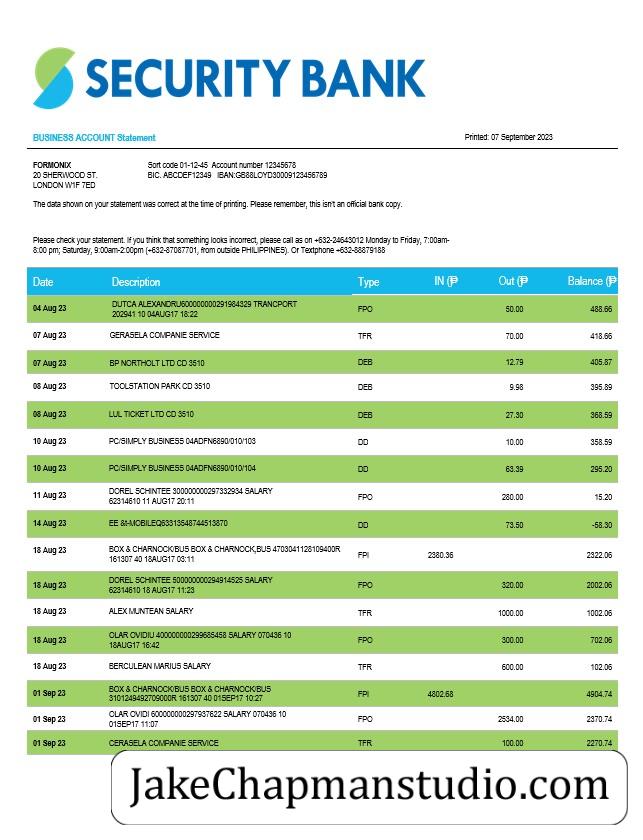 SECURITY BANK
BUSINESS ACCOUNT Statement Printed: 07 September 2023
FORMONIX Sort code 01-12-45 Account number 12345678
20 SHERWOOD ST. BIC. ABCDEF12349 IBAN:GB88LOYD30009123456789
LONDON W1F 7ED
The data shown on your statement was correct at the time of printing. Please remember, this isn't an official bank copy.
Please check your statement. If you think that something looks incorrect, please call as on +632-24643012 Monday to Friday, 7:00am-
8:00 pm; Saturday, 9:00am-2:00pm (+632-87087701, from outside PHILIPPINES). Or Textphone +632-88879188
Date Description Type IN (₱ Out (₱ Balance (₱
04 Aug 23 DUTCA ALEXANDRU600000000291984329 TRANCPORT FPO 50.00 488.66
202941 10 04AUG17 18:22
07 Aug 23 GERASELA COMPANIE SERVICE TFR 70.00 418.66
07 Aug 23 BP NORTHOLT LTD CD 3510 DEB 12.79 405.87
08 Aug 23 TOOLSTATION PARK CD 3510 DEB 9.98 395.89
08 Aug 23 LUL TICKET LTD CD 3510 DEB 27.30 368.59
10 Aug 23 PC/SIMPLY BUSINESS 04ADFN6890/010/103 DD 10.00 358.59
10 Aug 23 PC/SIMPLY BUSINESS 04ADFN6890/010/104 DD 63.39 295.20
11 Aug 23 DOREL SCHINTEE 300000000297332934 SALARY FPO 280.00 15.20
62314610 11 AUG17 20:11
14 Aug 23 EE &t-MOBILEQ63313548744513870 DD 73.50 -58.30
18 Aug 23 BOX & CHARNOCK/BUS BOX & CHARNOCK,BUS 4703041128109400R FPI 2380.36 2322.06
161307 40 18AUG17 03:11
18 Aug 23 DOREL SCHINTEE 500000000294914525 SALARY FPO 320.00 2002.06
62314610 18 AUG17 11:23
18 Aug 23 ALEX MUNTEAN SALARY TFR 1000.00 1002.06
18 Aug 23 OLAR OVIDIU 400000000299685458 SALARY 070436 10 FPO 300.00 702.06
18AUG17 16:42
18 Aug 23 BERCULEAN MARIUS SALARY TFR 600.00 102.06
01 Sep 23 BOX & CHARNOCK/BUS BOX & CHARNOCK/BUS FPI 4802.68 4904.74
3101249492709000R 161307 40 01SEP17 10:27
01 Sep 23 OLAR OVIDI 600000000297937622 SALARY 070436 10 FPO 2534.00 2370.74
01SEP17 11:07
01 Sep 23 CERASELA COMPANIE SERVICE TFR 100.00 2270.74
JakeChapmanstudio.com